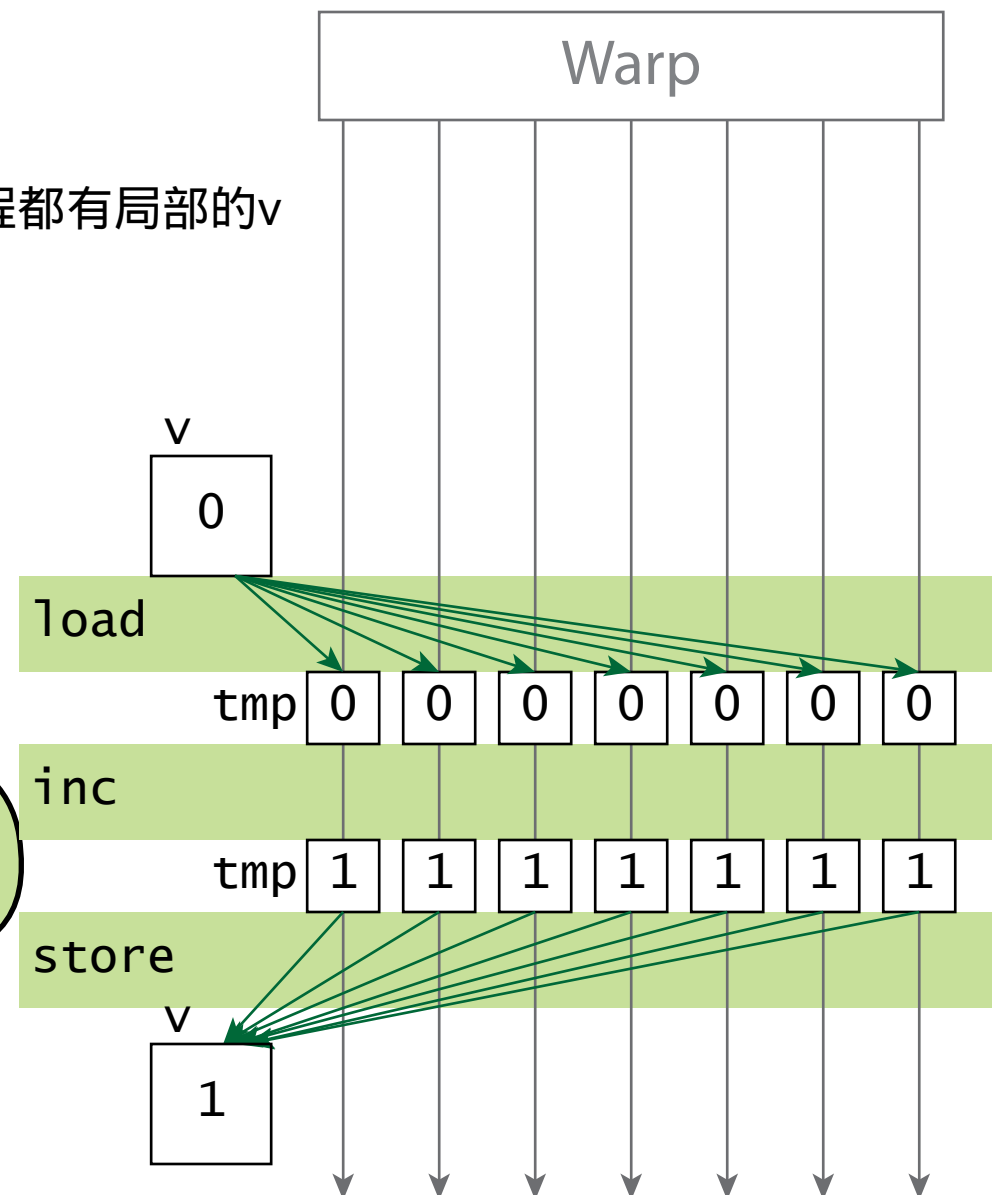 Warp
程都有局部的v
v
0
load
tmp 0 0 0 0 0 0 0
inc
tmp 1 1 1 1 1 1 1
store
v
1